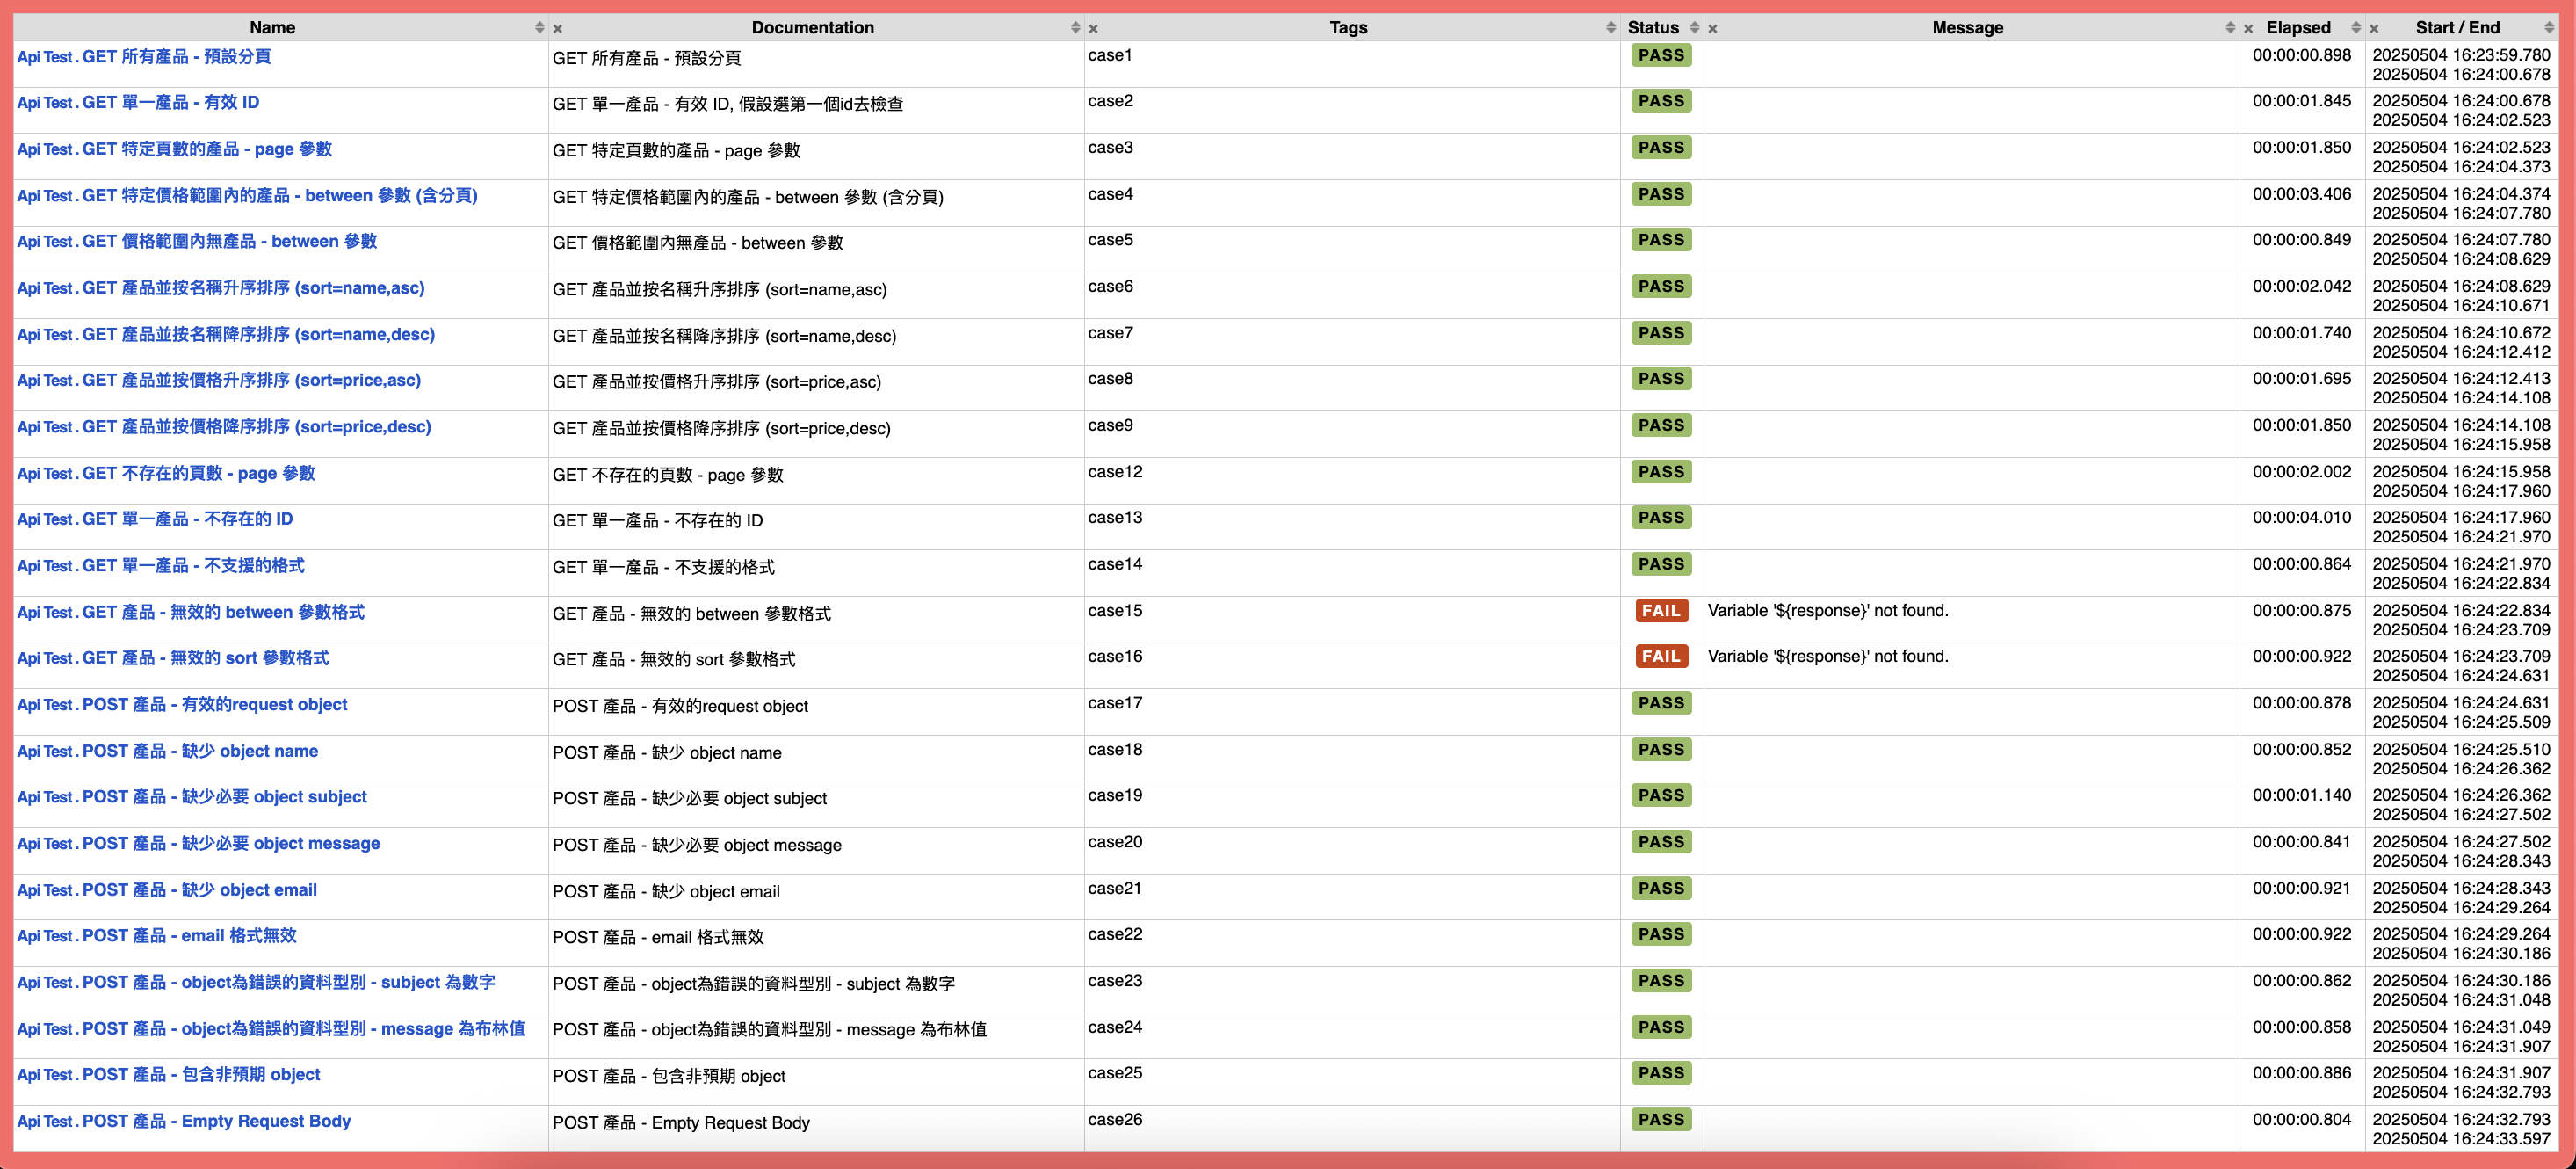 Name × Documentation × Tags Status × Message × Elapsed × Start / End
Api Test . GET 所有產品 - 預設分頁 GET 所有產品 - 預設分頁 case1 PASS 00:00:00.898 20250504 16:23:59.780
20250504 16:24:00.678
Api Test . GET 單一產品 - 有效 ID GET 單一產品 - 有效 ID, 假設選第一個id去檢查 case2 PASS 00:00:01.845 20250504 16:24:00.678
20250504 16:24:02.523
Api Test . GET 特定頁數的產品 - page 參數 GET 特定頁數的產品 - page 參數 case3 PASS 00:00:01.850 20250504 16:24:02.523
20250504 16:24:04.373
Api Test . GET 特定價格範圍內的產品 - between 參數 (含分頁) GET 特定價格範圍內的產品 - between 參數 (含分頁) case4 PASS 00:00:03.406 20250504 16:24:04.374
20250504 16:24:07.780
Api Test . GET 價格範圍內無產品 - between 參數 GET 價格範圍內無產品 - between 參數 case5 PASS 00:00:00.849 20250504 16:24:07.780
20250504 16:24:08.629
Api Test . GET 產品並按名稱升序排序 (sort=name,asc) GET 產品並按名稱升序排序 (sort=name,asc) case6 PASS 00:00:02.042 20250504 16:24:08.629
20250504 16:24:10.671
Api Test . GET 產品並按名稱降序排序 (sort=name,desc) GET 產品並按名稱降序排序 (sort=name,desc) case7 PASS 00:00:01.740 20250504 16:24:10.672
20250504 16:24:12.412
Api Test . GET 產品並按價格升序排序 (sort=price,asc) GET 產品並按價格升序排序 (sort=price,asc) case8 PASS 00:00:01.695 20250504 16:24:12.413
20250504 16:24:14.108
Api Test . GET 產品並按價格降序排序 (sort=price,desc) GET 產品並按價格降序排序 (sort=price,desc) case9 PASS 00:00:01.850 20250504 16:24:14.108
20250504 16:24:15.958
Api Test . GET 不存在的頁數 - page 參數 GET 不存在的頁數 - page 參數 case12 PASS 00:00:02.002 20250504 16:24:15.958
20250504 16:24:17.960
Api Test . GET 單一產品 - 不存在的 ID GET 單一產品 - 不存在的 ID case13 PASS 00:00:04.010 20250504 16:24:17.960
20250504 16:24:21.970
Api Test . GET 單一產品 - 不支援的格式 GET 單一產品 - 不支援的格式 case14 PASS 00:00:00.864 20250504 16:24:21.970
20250504 16:24:22.834
Api Test . GET 產品 - 無效的 between 參數格式 GET 產品 - 無效的 between 參數格式 case15 FAIL Variable '${response}' not found. 00:00:00.875 20250504 16:24:22.834
20250504 16:24:23.709
Api Test . GET 產品 - 無效的 sort 參數格式 GET 產品 - 無效的 sort 參數格式 case16 FAIL Variable '${response}' not found. 00:00:00.922 20250504 16:24:23.709
20250504 16:24:24.631
Api Test . POST 產品 - 有效的request object POST 產品 - 有效的request object case17 PASS 00:00:00.878 20250504 16:24:24.631
20250504 16:24:25.509
Api Test . POST 產品 - 缺少 object name POST 產品 - 缺少 object name case18 PASS 00:00:00.852 20250504 16:24:25.510
20250504 16:24:26.362
Api Test . POST 產品 - 缺少必要 object subject POST 產品 - 缺少必要 object subject case19 PASS 00:00:01.140 20250504 16:24:26.362
20250504 16:24:27.502
Api Test . POST 產品 - 缺少必要 object message POST 產品 - 缺少必要 object message case20 PASS 00:00:00.841 20250504 16:24:27.502
20250504 16:24:28.343
Api Test . POST 產品 - 缺少 object email POST 產品 - 缺少 object email case21 PASS 00:00:00.921 20250504 16:24:28.343
20250504 16:24:29.264
Api Test . POST 產品 - email 格式無效 POST 產品 - email 格式無效 case22 PASS 00:00:00.922 20250504 16:24:29.264
20250504 16:24:30.186
Api Test . POST 產品 - object為錯誤的資料型別 - subject 為數字 POST 產品 - object為錯誤的資料型別 - subject 為數字 case23 PASS 00:00:00.862 20250504 16:24:30.186
20250504 16:24:31.048
Api Test . POST 產品 - object為錯誤的資料型別 - message 為布林值 POST 產品 - object為錯誤的資料型別 - message 為布林值 case24 PASS 00:00:00.858 20250504 16:24:31.049
20250504 16:24:31.907
Api Test . POST 產品 - 包含非預期 object POST 產品 - 包含非預期 object case25 PASS 00:00:00.886 20250504 16:24:31.907
20250504 16:24:32.793
Api Test . POST 產品 - Empty Request Body POST 產品 - Empty Request Body case26 PASS 00:00:00.804 20250504 16:24:32.793
20250504 16:24:33.597